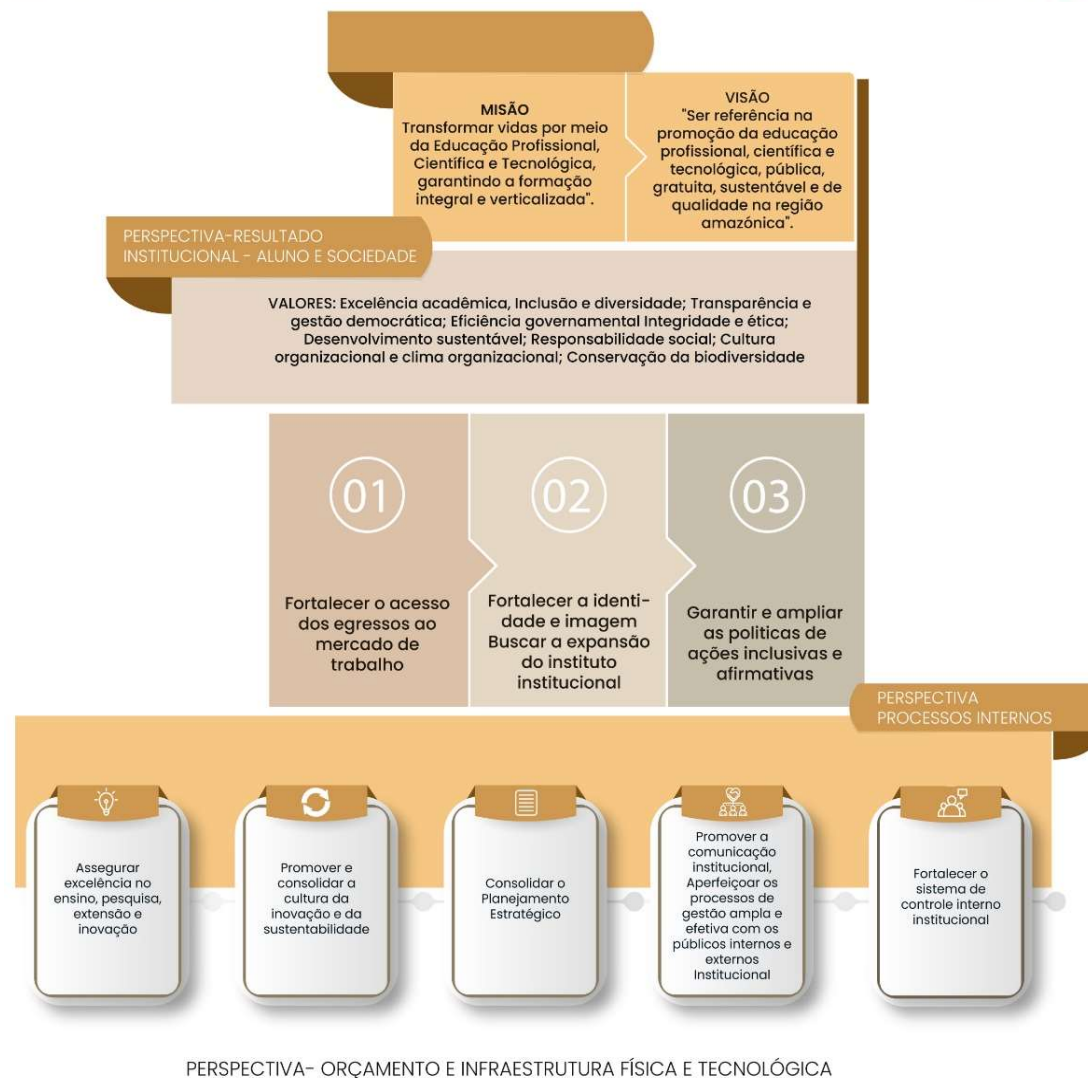 MISÃO
Transformar vidas por meio
da Educação Profissional,
Científica e Tecnológica,
garantindo a formação
integral e verticalizada".
VISÃO
"Ser referência na
promoção da educação
profissional, científica e
tecnológica, pública,
gratuita, sustentável e de
qualidade na região
amazónica".
PERSPECTIVA-RESULTADO
INSTITUCIONAL - ALUNO E SOCIEDADE
VALORES: Excelência acadêmica, Inclusão e diversidade; Transparência e
gestão democrática; Eficiência governamental Integridade e ética;
Desenvolvimento sustentável; Responsabilidade social; Cultura
organizacional e clima organizacional; Conservação da biodiversidade
01
Fortalecer o acesso
dos egressos ao
mercado de
trabalho
02
Fortalecer a identi-
dade e imagem
Buscar a expansão
do instituto
institucional
03
Garantir e ampliar
as politicas de
ações inclusivas e
afirmativas
PERSPECTIVA
PROCESSOS INTERNOS
Assegurar
excelência no
ensino, pesquisa,
extensão e
inovação
Promover e
consolidar a
cultura da
inovação e da
sustentabilidade
Consolidar o
Planejamento
Estratégico
Promover a
comunicação
institucional,
Aperfeiçoar os
processos de
gestão ampla e
efetiva com os
públicos internos e
externos
Institucional
Fortalecer o
sistema de
controle interno
institucional
PERSPECTIVA- ORÇAMENTO E INFRAESTRUTURA FÍSICA E TECNOLÓGICA